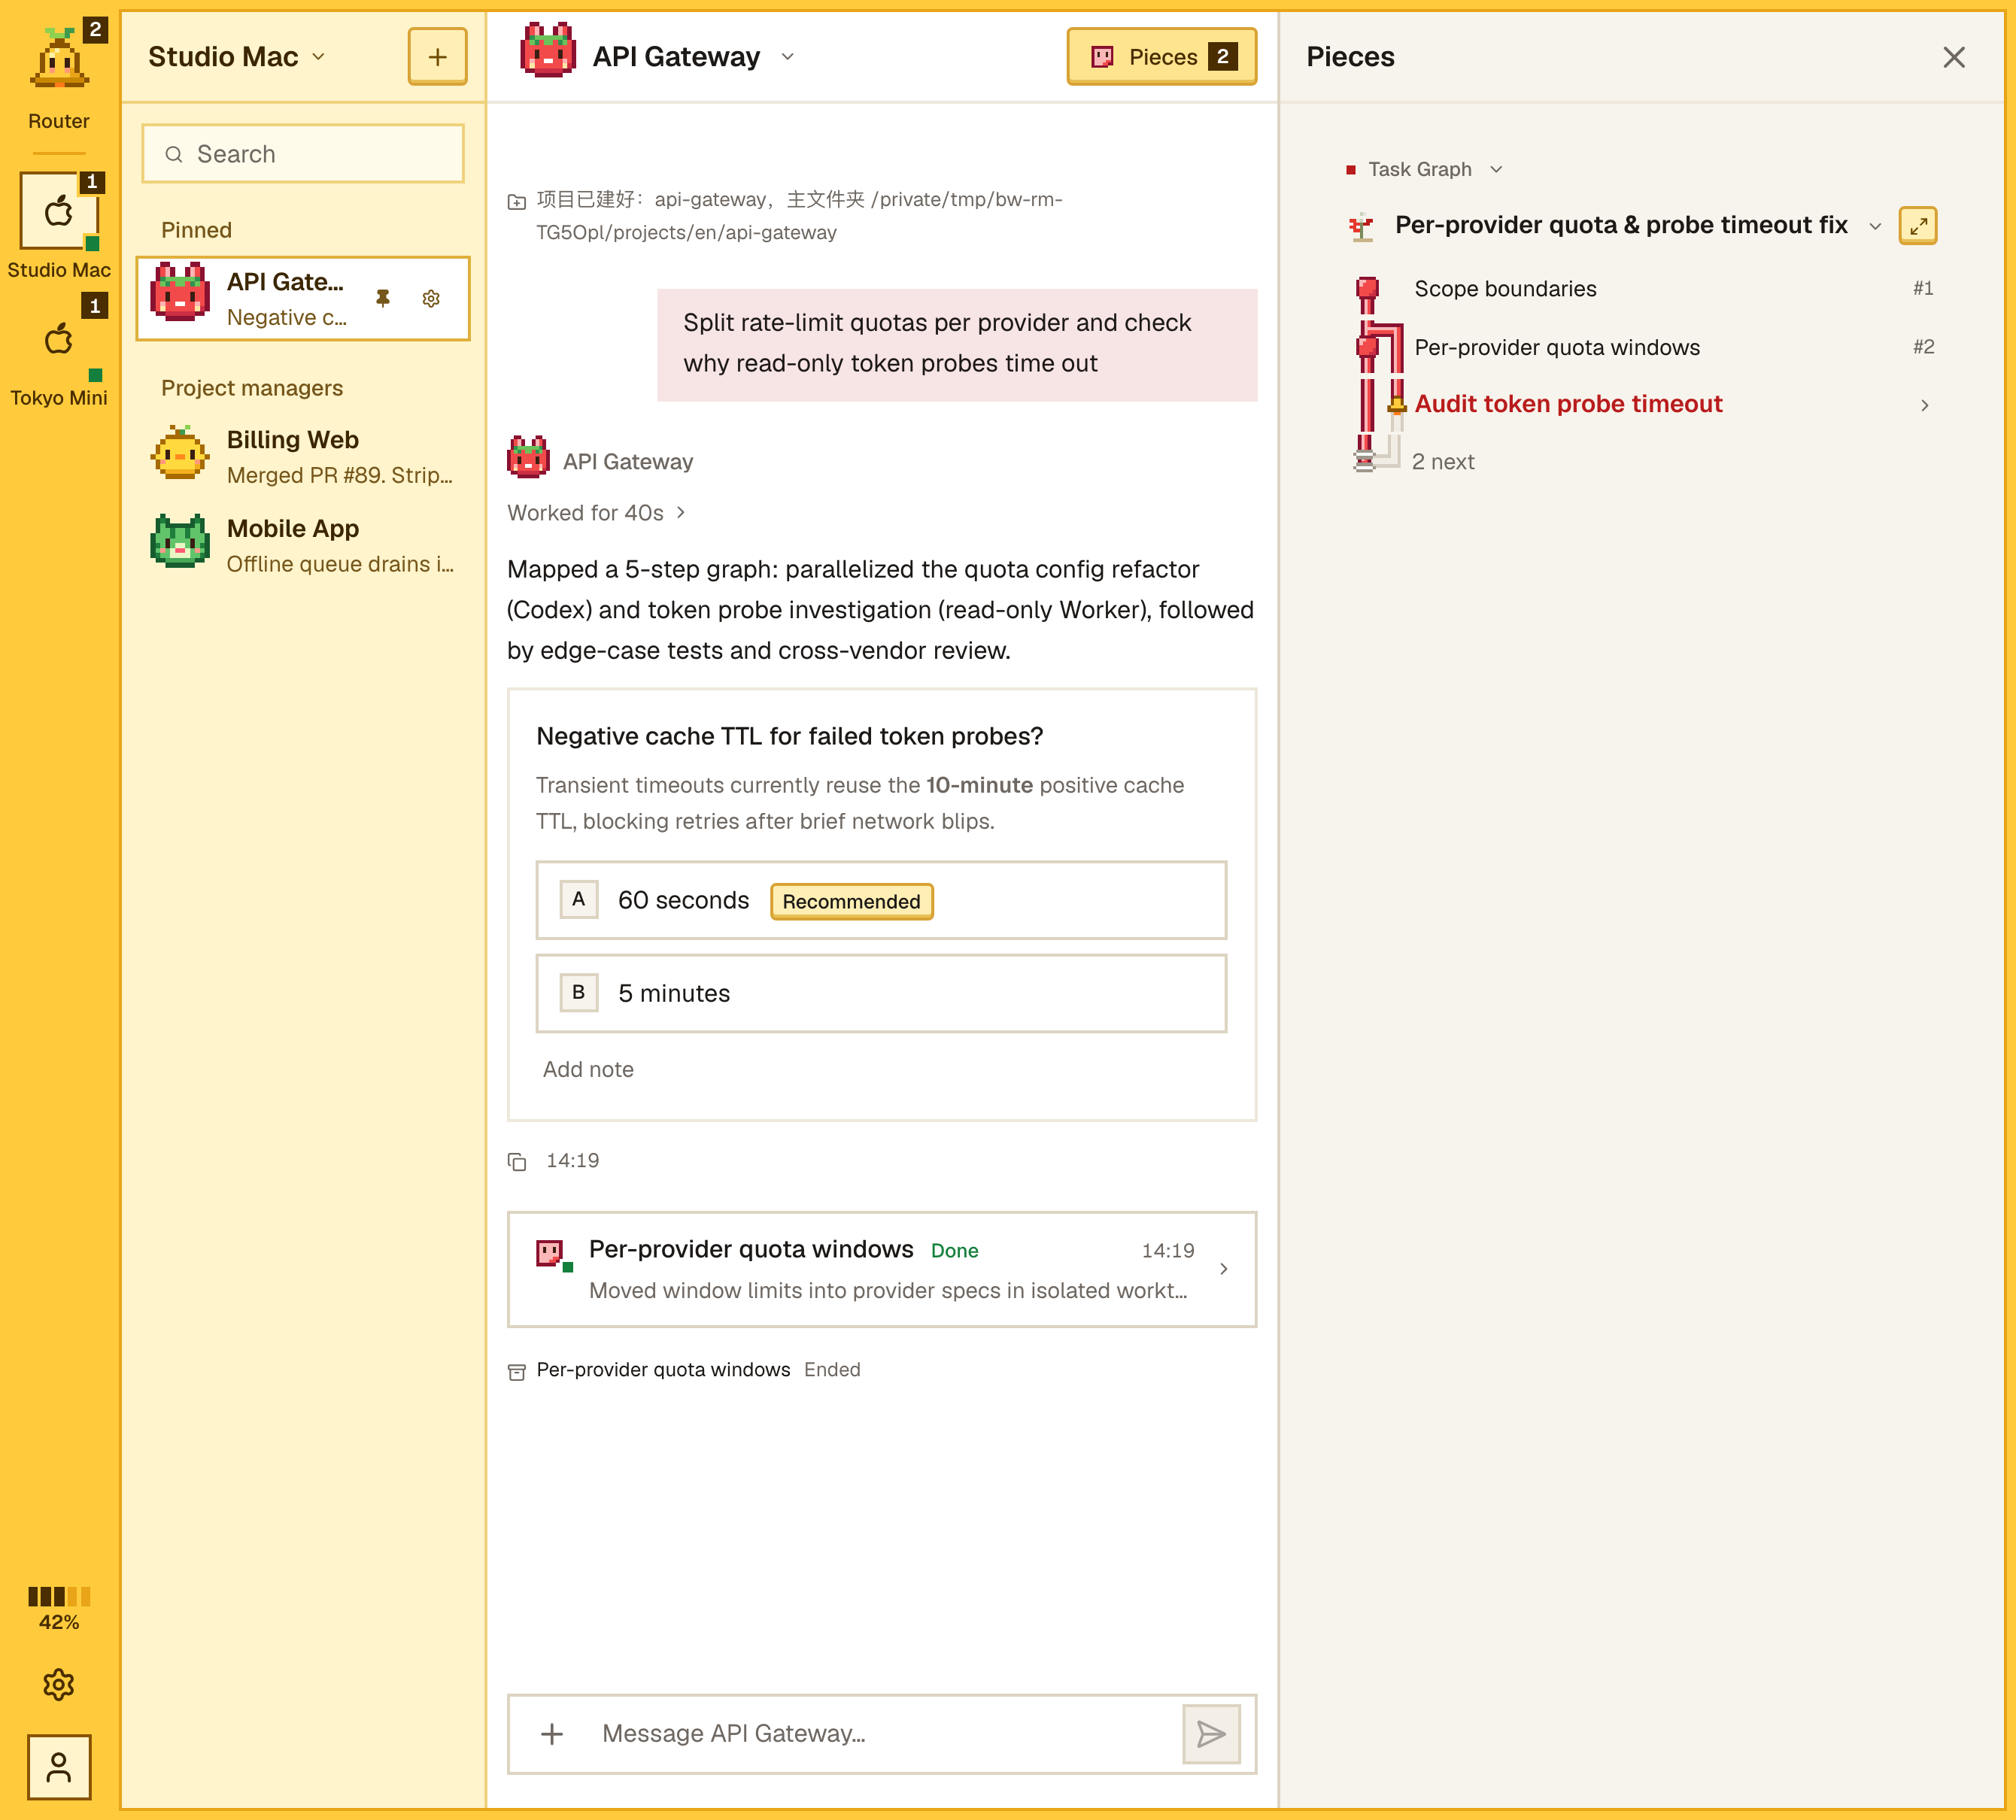 2
Router
1
Studio Mac
1
Tokyo Mini
42%
Studio Mac
Search
Pinned
API Gate...
Negative c...
Project managers
Billing Web
Merged PR #89. Strip...
Mobile App
Offline queue drains i...
API Gateway
Pieces 2
项目已建好：api-gateway，主文件夹 /private/tmp/bw-rm-
TG5Opl/projects/en/api-gateway
Split rate-limit quotas per provider and check
why read-only token probes time out
API Gateway
Worked for 40s
Mapped a 5-step graph: parallelized the quota config refactor
(Codex) and token probe investigation (read-only Worker), followed
by edge-case tests and cross-vendor review.
Negative cache TTL for failed token probes?
Transient timeouts currently reuse the 10-minute positive cache
TTL, blocking retries after brief network blips.
A 60 seconds Recommended
B 5 minutes
Add note
14:19
Per-provider quota windows Done 14:19
Moved window limits into provider specs in isolated workt...
Per-provider quota windows Ended
Message API Gateway...
Pieces
Task Graph
Per-provider quota & probe timeout fix
Scope boundaries #1
Per-provider quota windows #2
Audit token probe timeout
2 next